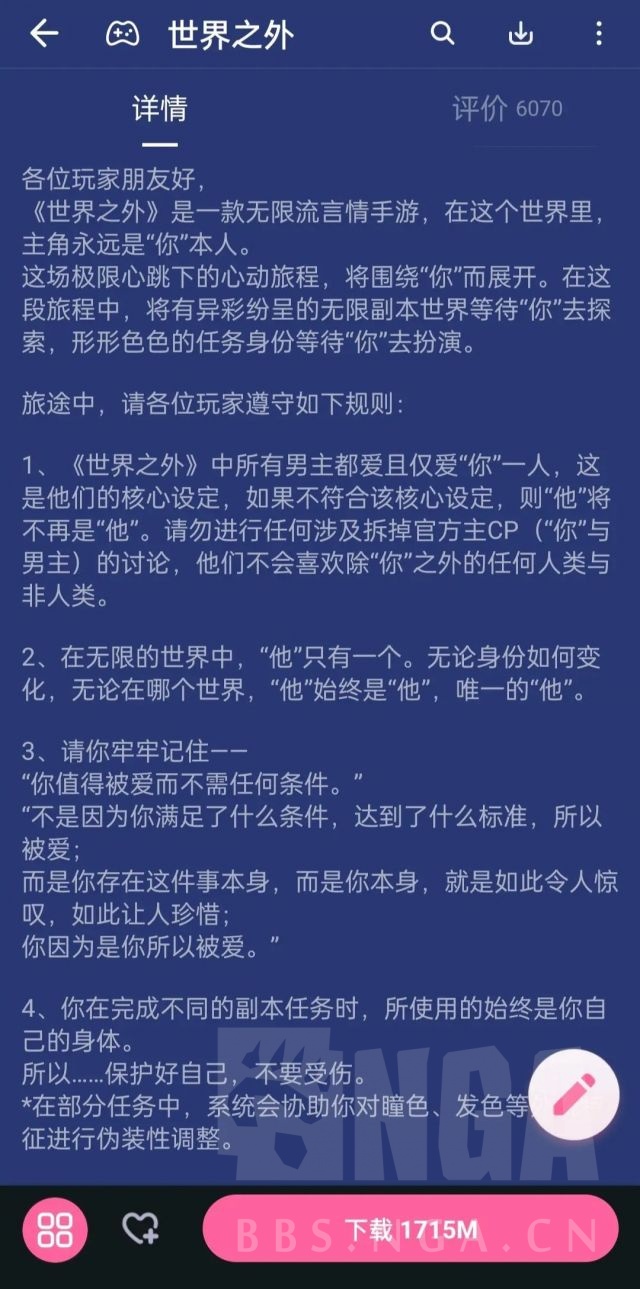 世界之外
详情
评价 6070
各位玩家朋友好，
《世界之外》是一款无限流言情手游，在这个世界里，
主角永远是“你”本人。
这场极限心跳下的心动旅程，将围绕“你”而展开。在这
段旅程中，将有异彩纷呈的无限副本世界等待“你”去探
索，形形色色的任务身份等待“你”去扮演。
旅途中，请各位玩家遵守如下规则：
1、《世界之外》中所有男主都爱且仅爱“你”一人，这
是他们的核心设定，如果不符合该核心设定，则“他”将
不再是“他”。请勿进行任何涉及拆掉官方主CP（“你”与
男主）的讨论，他们不会喜欢除“你”之外的任何人类与
非人类。
2、在无限的世界中，“他”只有一个。无论身份如何变
化，无论在哪个世界，“他”始终是“他”，唯一的“他”。
3、请你牢牢记住——
“你值得被爱而不需任何条件。”
“不是因为你满足了什么条件，达到了什么标准，所以
被爱；
而是你存在这件事本身，而是你本身，就是如此令人惊
叹，如此让人珍惜；
你因为是你所以被爱。”
4、你在完成不同的副本任务时，所使用的始终是你自
己的身体。
所以......保护好自己，不要受伤。
*在部分任务中，系统会协助你对瞳色、发色等
征进行伪装性调整。
NGA
下载 1715M
BBS.NGA.CN